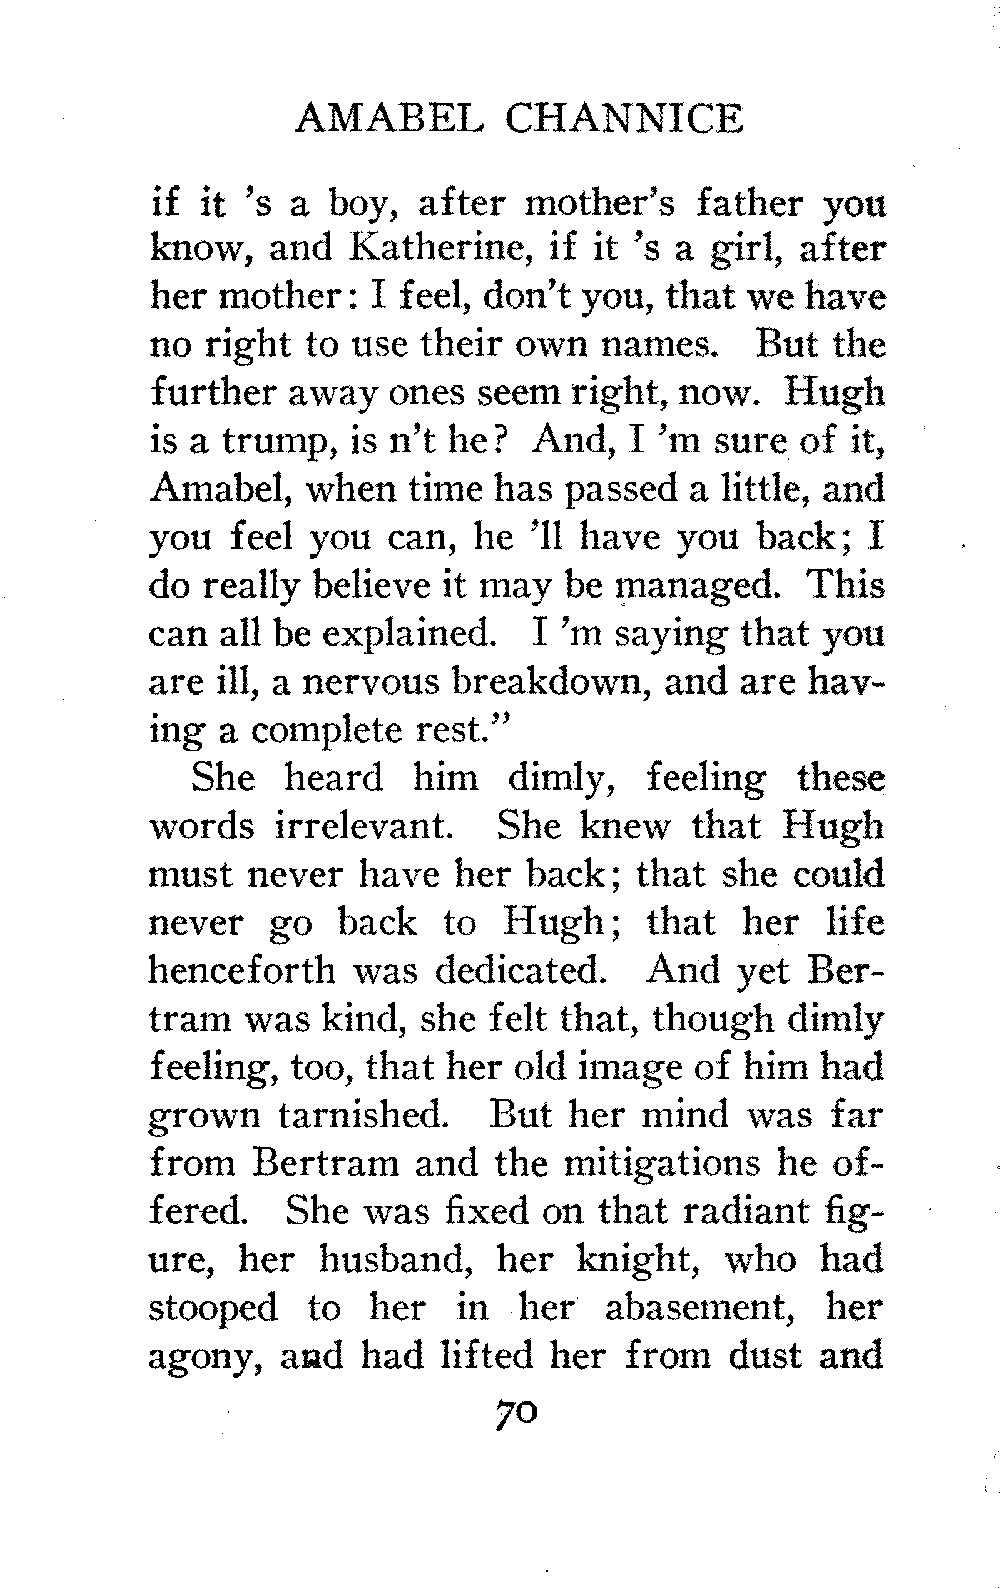 AMABEL CHANNICE
if it 's a boy, after mother's father you
know, and Katherine, if it 's a girl, after
her mother: I feel, don't you, that we have
no right to use their own names. But the
further away ones seem right, now. Hugh
is a trump, is n't he? And, I 'm sure of it,
Amabel, when time has passed a little, and
you feel you can, he 'll have you back; I
do really believe it may be managed. This
can all be explained. I 'm saying that you
are ill, a nervous breakdown, and are hav-
ing a complete rest."
She heard him dimly, feeling these
words irrelevant. She knew that Hugh
must never have her back; that she could
never go back to Hugh; that her life
henceforth was dedicated. And yet Ber-
tram was kind, she felt that, though dimly
feeling, too, that her old image of him had
grown tarnished. But her mind was far
from Bertram and the mitigations he of-
fered. She was fixed on that radiant fig-
ure, her husband, her knight, who had
stooped to her in her abasement, her
agony, and had lifted her from dust and
70